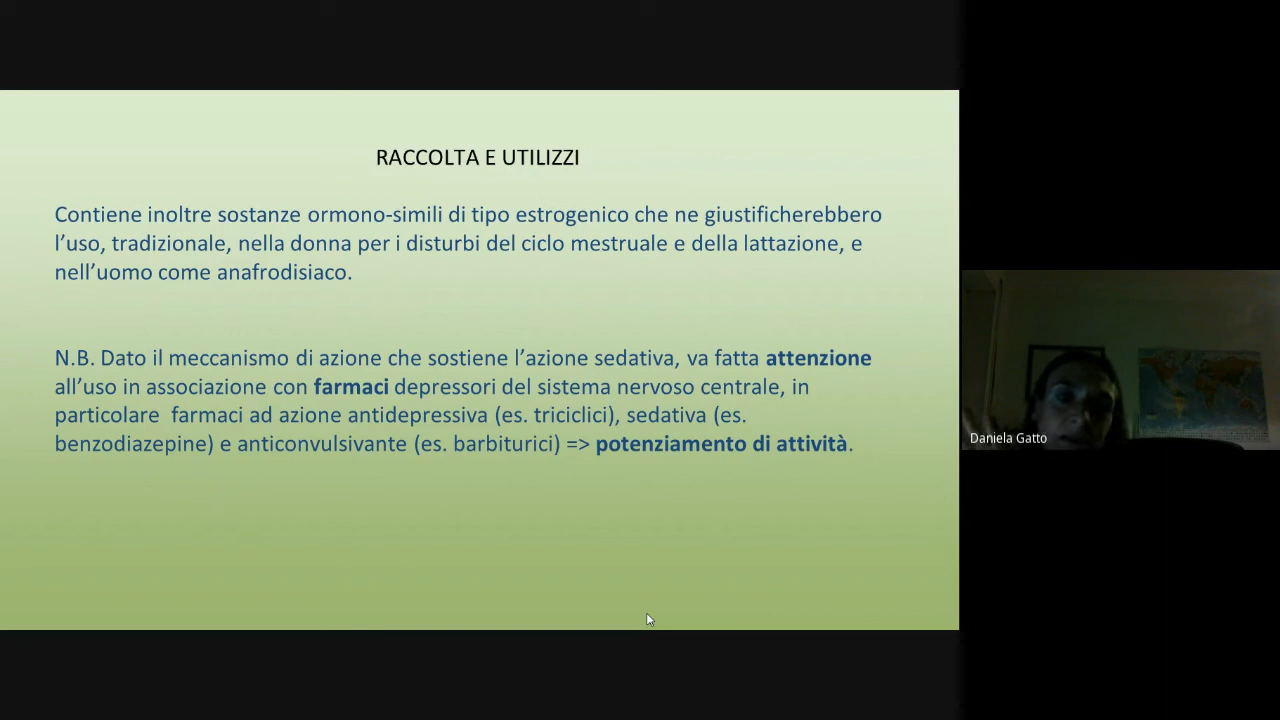 RACCOLTA E UTILIZZI
Contiene inoltre sostanze ormono-simili di tipo estrogenico che ne giustificherebbero
l’uso, tradizionale, nella donna per i disturbi del ciclo mestruale e della lattazione, e
nell’uomo come anafrodisiaco.
N.B. Dato il meccanismo di azione che sostiene l’azione sedativa, va fatta attenzione
all’uso in associazione con farmaci depressori del sistema nervoso centrale, in
particolare  farmaci ad azione antidepressiva (es. triciclici), sedativa (es.
benzodiazepine) e anticonvulsivante (es. barbiturici) => potenziamento di attività.
Daniela Gatto